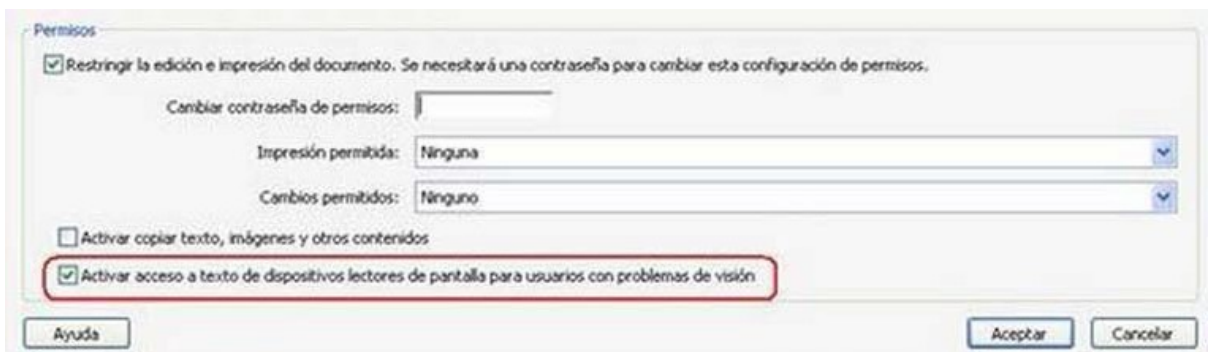 Permisos
Restringir la edición e impresión del documento. Se necesitará una contraseña para cambiar esta configuración de permisos.
Cambiar contraseña de permisos:
Impresión permitida: Ninguna
Cambios permitidos: Ninguno
Activar copiar texto, imágenes y otros contenidos
Activar acceso a texto de dispositivos lectores de pantalla para usuarios con problemas de visión
Ayuda Aceptar Cancelar